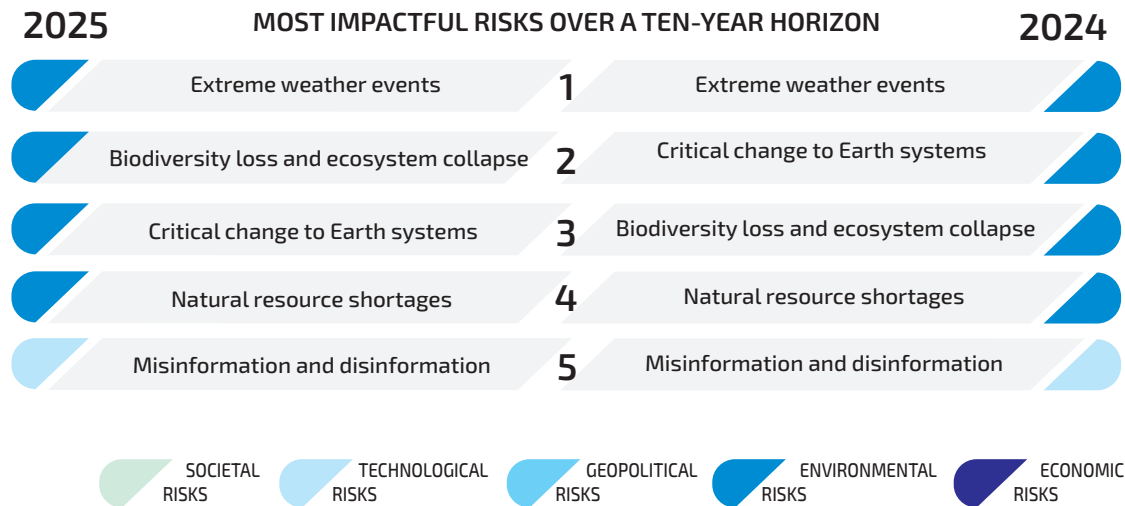 2025
MOST IMPACTFUL RISKS OVER A TEN-YEAR HORIZON
2024
Extreme weather events
1
Extreme weather events
Biodiversity loss and ecosystem collapse
2
Critical change to Earth systems
Critical change to Earth systems
3
Biodiversity loss and ecosystem collapse
Natural resource shortages
4
Natural resource shortages
Misinformation and disinformation
5
Misinformation and disinformation
SOCIETAL
RISKS
TECHNOLOGICAL
RISKS
GEOPOLITICAL
RISKS
ENVIRONMENTAL
RISKS
ECONOMIC
RISKS